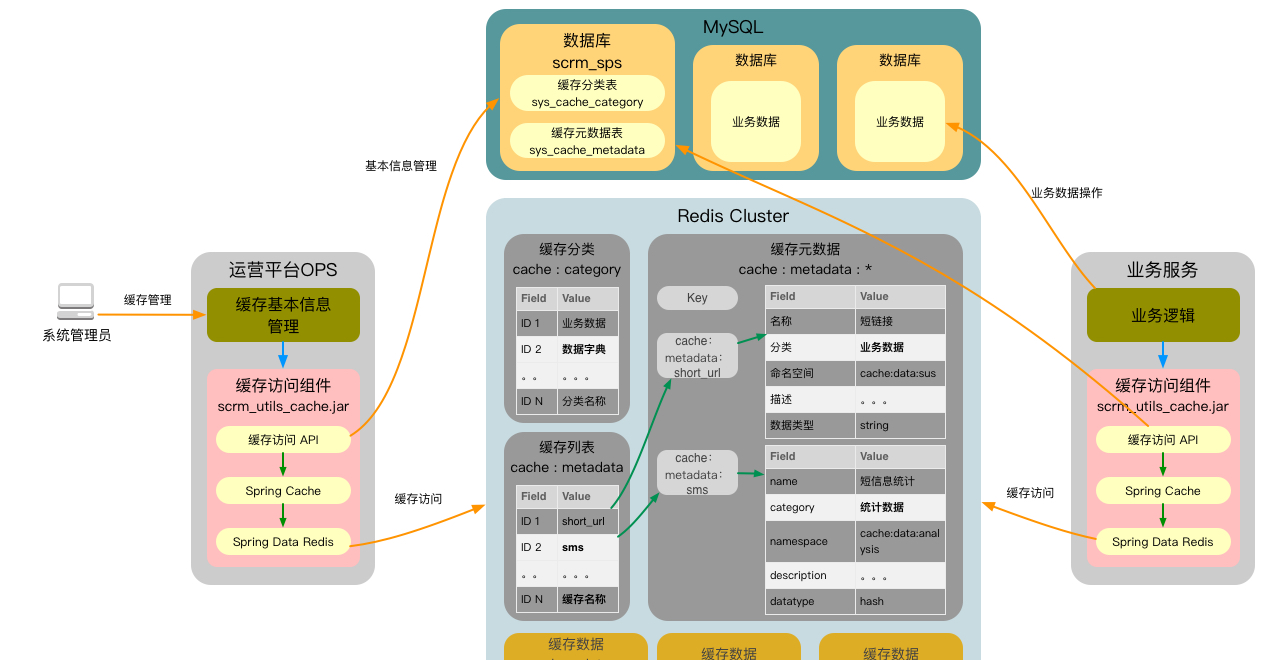 MySQL
数据库
scrm_sps
缓存分类表
sys_cache_category
缓存元数据表
sys_cache_metadata
数据库
业务数据
数据库
业务数据
基本信息管理
业务数据操作
Redis Cluster
缓存分类
cache : category
Field Value
ID 1 业务数据
ID 2 数据字典
。。 。。。
ID N 分类名称
缓存列表
cache : metadata
Field Value
ID 1 short_url
ID 2 sms
。。 。。。
ID N 缓存名称
缓存元数据
cache : metadata : *
Key
cache:
metadata:
short_url
cache:
metadata:
sms
Field Value
名称 短链接
分类 业务数据
命名空间 cache:data:sus
描述 。。。
数据类型 string
Field Value
name 短信息统计
category 统计数据
namespace cache:data:anal
ysis
description 。。。
datatype hash
缓存数据
缓存数据
缓存数据
系统管理员
缓存管理
运营平台OPS
缓存基本信息
管理
缓存访问组件
scrm_utils_cache.jar
缓存访问 API
Spring Cache
Spring Data Redis
缓存访问
业务服务
业务逻辑
缓存访问组件
scrm_utils_cache.jar
缓存访问 API
Spring Cache
Spring Data Redis
缓存访问